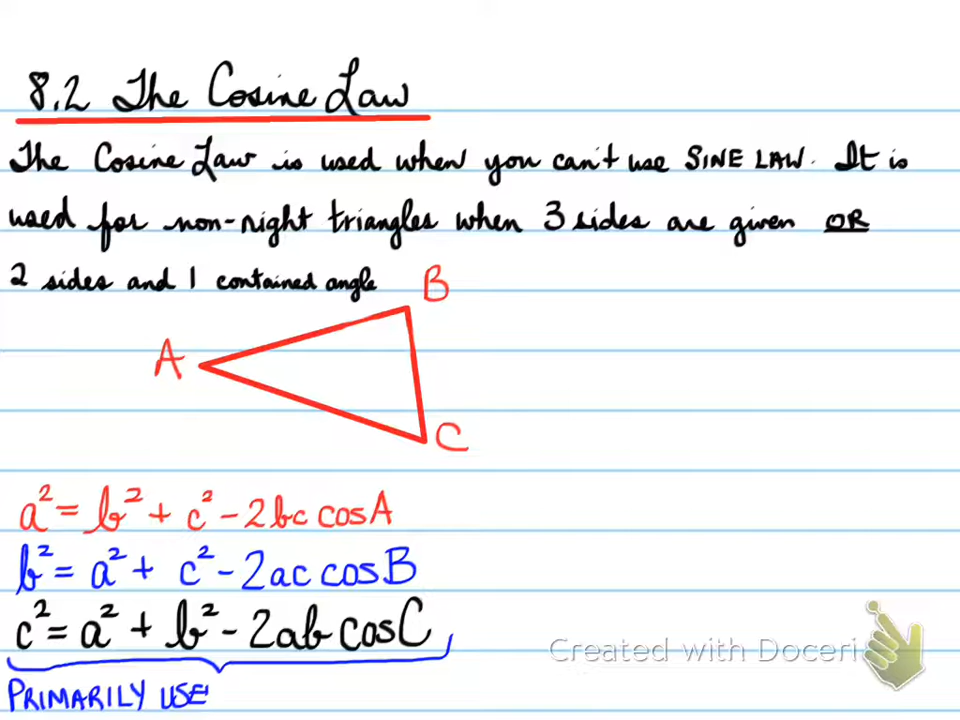 8.2 The Cosine Law
The Cosine Law is used when you can't use SINE LAW. It is
used for non-right triangles when 3 sides are given OR
2 sides and 1 contained angle
B
A
C
a² = b² + c² - 2bc cosA
b² = a² + c² - 2ac cosB
c² = a² + b² - 2ab cosC
Created with Doceri
PRIMARILY USE